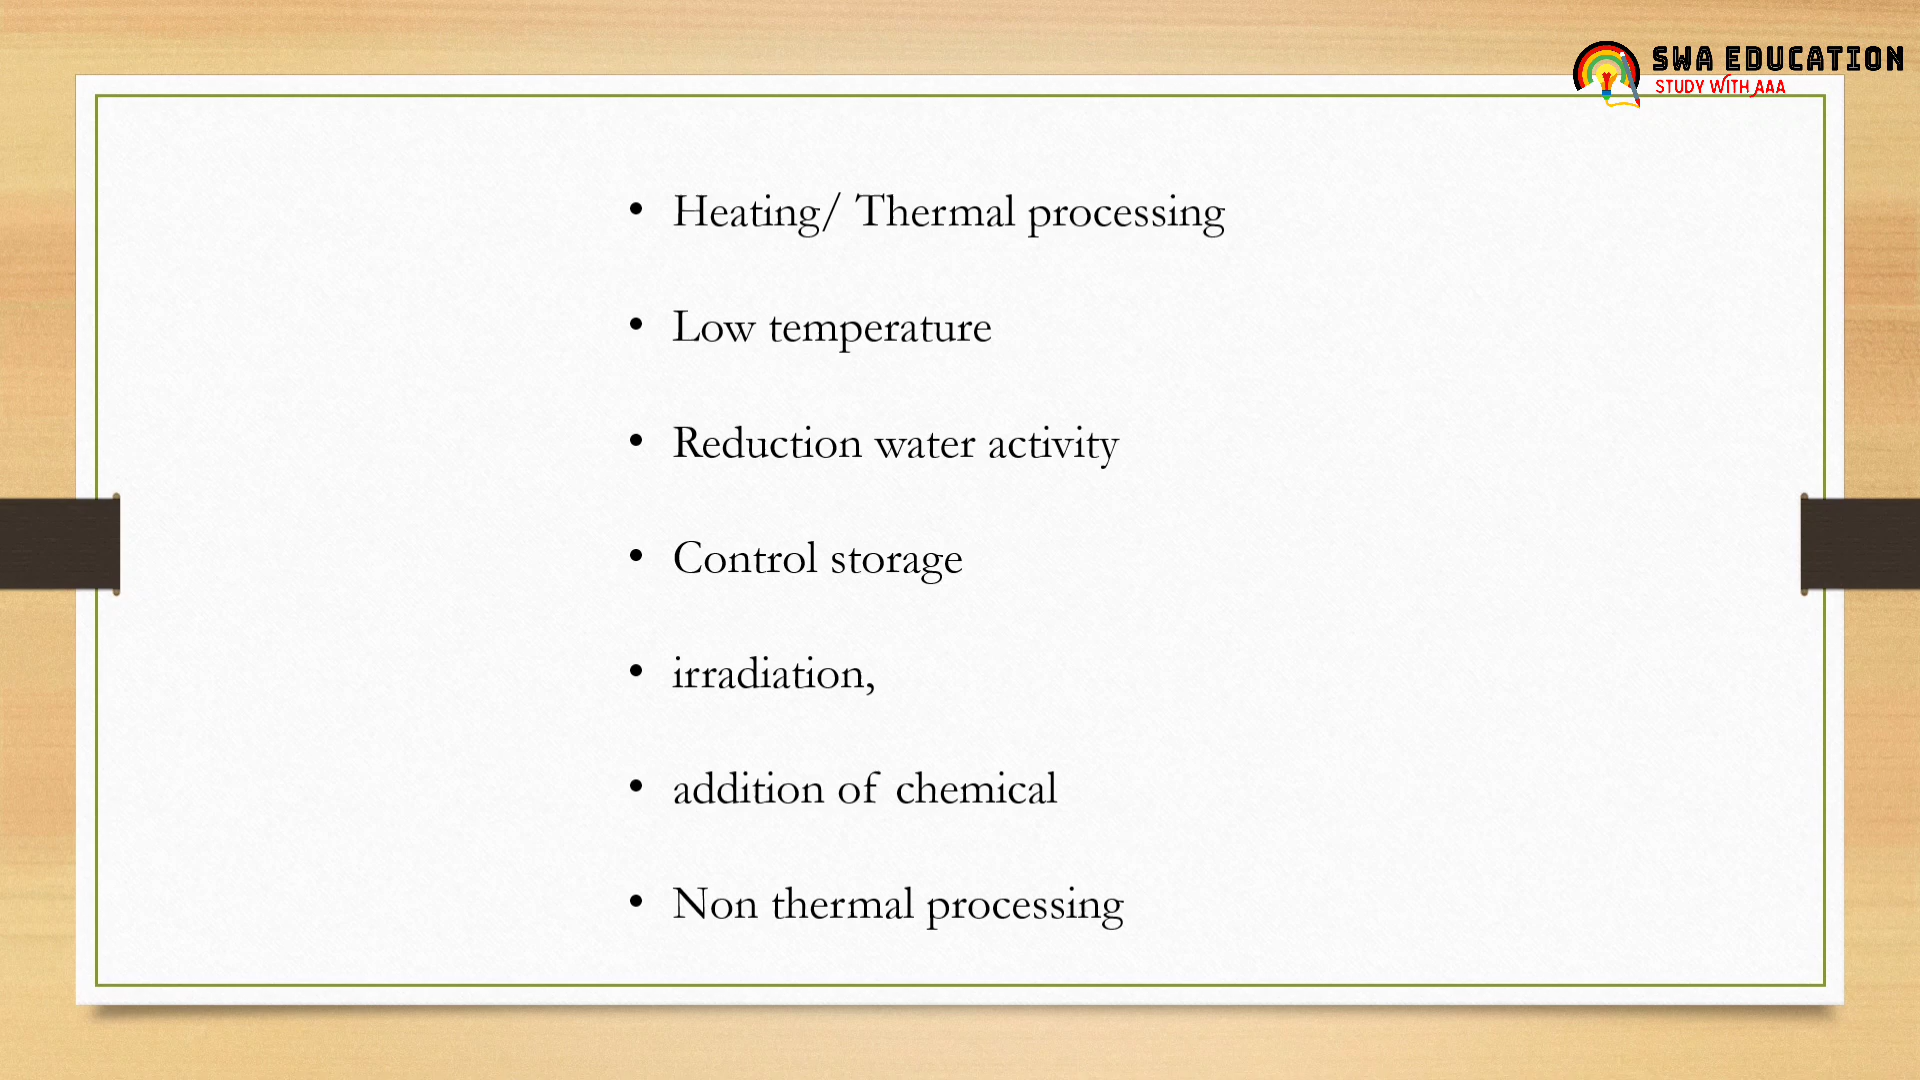 SWA EDUCATION
STUDY WITH AAA
• Heating/ Thermal processing
• Low temperature
• Reduction water activity
• Control storage
• irradiation,
• addition of chemical
• Non thermal processing